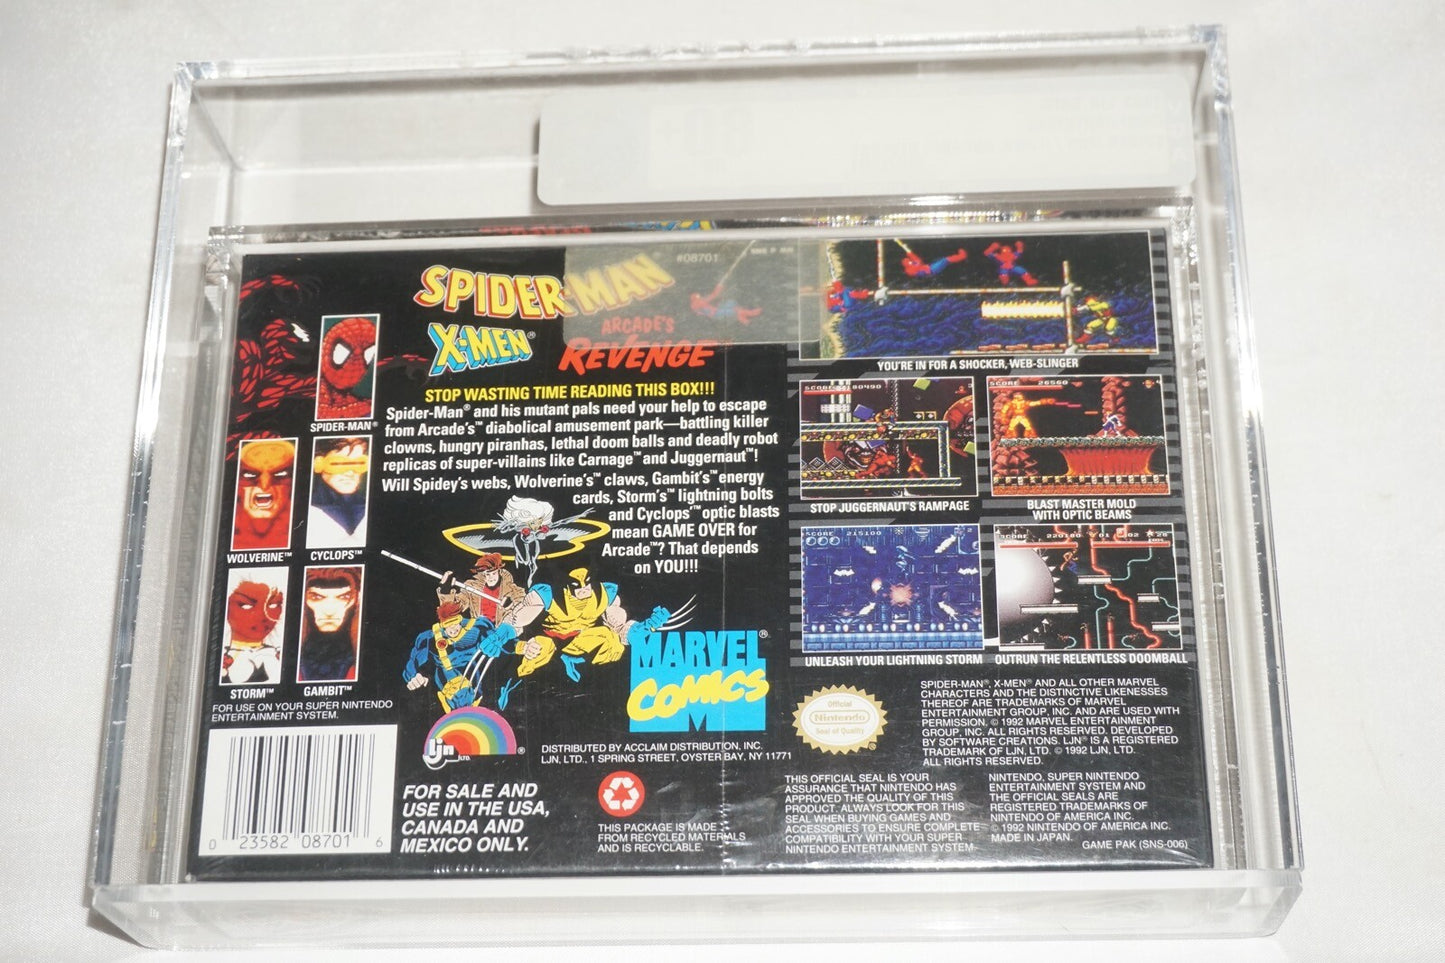 80+
#08701
SPIDER-MAN®
X-MEN®
ARCADE'S
REVENGE™
STOP WASTING TIME READING THIS BOX!!!
Spider-Man® and his mutant pals need your help to escape
from Arcade's™ diabolical amusement park—battling killer
clowns, hungry piranhas, lethal doom balls and deadly robot
replicas of super-villains like Carnage™ and Juggernaut™!
Will Spidey's webs, Wolverine's™ claws, Gambit's™ energy
cards, Storm's™ lightning bolts
and Cyclops™ optic blasts
mean GAME OVER for
Arcade™? That depends
on YOU!!!
SPIDER-MAN®
WOLVERINE™
CYCLOPS™
STORM™
GAMBIT™
FOR USE ON YOUR SUPER NINTENDO
ENTERTAINMENT SYSTEM.
0 23582 08701 6
YOU'RE IN FOR A SHOCKER, WEB-SLINGER
SCORE
SCORE 26560
STOP JUGGERNAUT'S RAMPAGE
BLAST MASTER MOLD
WITH OPTIC BEAMS
SCORE 215100
SCORE 220180
UNLEASH YOUR LIGHTNING STORM
OUTRUN THE RELENTLESS DOOMBALL
MARVEL®
COMICS
M
ljn LTD. ®
DISTRIBUTED BY ACCLAIM DISTRIBUTION, INC.
LJN, LTD., 1 SPRING STREET, OYSTER BAY, NY 11771
FOR SALE AND
USE IN THE USA,
CANADA AND
MEXICO ONLY.
THIS PACKAGE IS MADE
FROM RECYCLED MATERIALS
AND IS RECYCLABLE.
Official
Nintendo
Seal of Quality
®
SPIDER-MAN®, X-MEN® AND ALL OTHER MARVEL
CHARACTERS AND THE DISTINCTIVE LIKENESSES
THEREOF ARE TRADEMARKS OF MARVEL
ENTERTAINMENT GROUP, INC. AND ARE USED WITH
PERMISSION. © 1992 MARVEL ENTERTAINMENT
GROUP, INC. ALL RIGHTS RESERVED. DEVELOPED
BY SOFTWARE CREATIONS. LJN® IS A REGISTERED
TRADEMARK OF LJN, LTD. © 1992 LJN, LTD.
ALL RIGHTS RESERVED.
THIS OFFICIAL SEAL IS YOUR
ASSURANCE THAT NINTENDO HAS
APPROVED THE QUALITY OF THIS
PRODUCT. ALWAYS LOOK FOR THIS
SEAL WHEN BUYING GAMES AND
ACCESSORIES TO ENSURE COMPLETE
COMPATIBILITY WITH YOUR SUPER
NINTENDO ENTERTAINMENT SYSTEM.
NINTENDO, SUPER NINTENDO
ENTERTAINMENT SYSTEM AND
THE OFFICIAL SEALS ARE
REGISTERED TRADEMARKS OF
NINTENDO OF AMERICA INC.
© 1992 NINTENDO OF AMERICA INC.
MADE IN JAPAN.
GAME PAK (SNS-006)